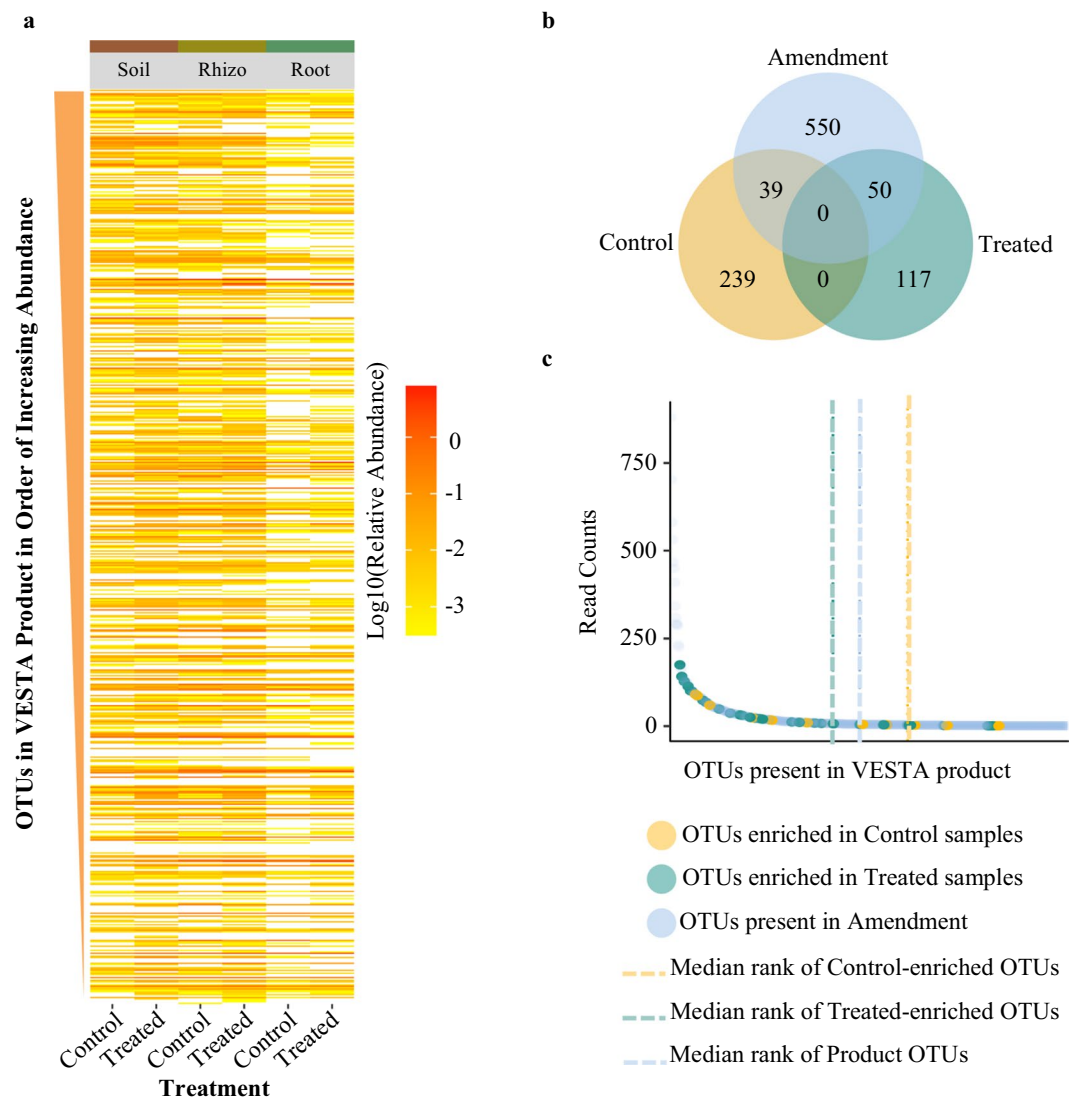 a
Soil Rhizo Root
OTUs in VESTA Product in Order of Increasing Abundance
Log10(Relative Abundance)
0
-1
-2
-3
Control Treated Control Treated Control Treated
Treatment
b
Amendment
550
39 50
0
Control Treated
239 0 117
c
Read Counts
750
500
250
0
OTUs present in VESTA product
OTUs enriched in Control samples
OTUs enriched in Treated samples
OTUs present in Amendment
Median rank of Control-enriched OTUs
Median rank of Treated-enriched OTUs
Median rank of Product OTUs